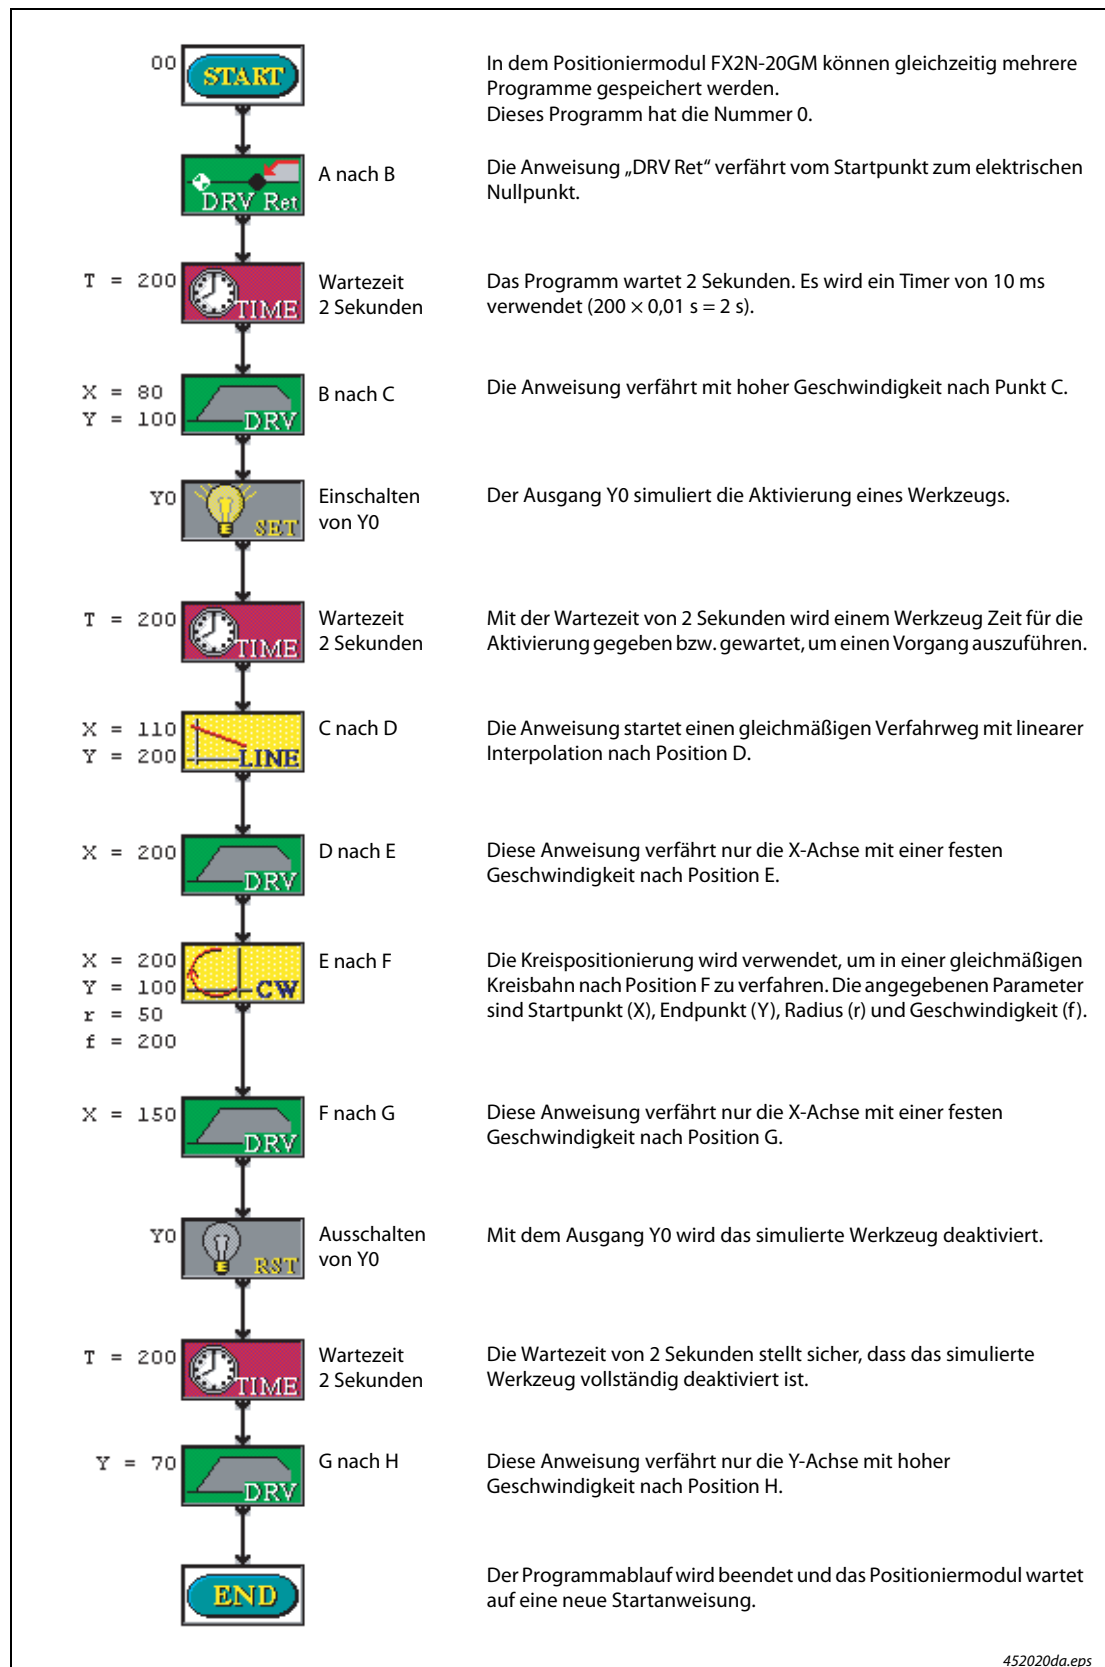 00
START
In dem Positioniermodul FX2N-20GM können gleichzeitig mehrere
Programme gespeichert werden.
Dieses Programm hat die Nummer 0.
DRV Ret
A nach B
Die Anweisung „DRV Ret“ verfährt vom Startpunkt zum elektrischen
Nullpunkt.
T = 200
TIME
Wartezeit
2 Sekunden
Das Programm wartet 2 Sekunden. Es wird ein Timer von 10 ms
verwendet (200 × 0,01 s = 2 s).
X = 80
Y = 100
DRV
B nach C
Die Anweisung verfährt mit hoher Geschwindigkeit nach Punkt C.
Y0
SET
Einschalten
von Y0
Der Ausgang Y0 simuliert die Aktivierung eines Werkzeugs.
T = 200
TIME
Wartezeit
2 Sekunden
Mit der Wartezeit von 2 Sekunden wird einem Werkzeug Zeit für die
Aktivierung gegeben bzw. gewartet, um einen Vorgang auszuführen.
X = 110
Y = 200
LINE
C nach D
Die Anweisung startet einen gleichmäßigen Verfahrweg mit linearer
Interpolation nach Position D.
X = 200
DRV
D nach E
Diese Anweisung verfährt nur die X-Achse mit einer festen
Geschwindigkeit nach Position E.
X = 200
Y = 100
r = 50
f = 200
CW
E nach F
Die Kreispositionierung wird verwendet, um in einer gleichmäßigen
Kreisbahn nach Position F zu verfahren. Die angegebenen Parameter
sind Startpunkt (X), Endpunkt (Y), Radius (r) und Geschwindigkeit (f).
X = 150
DRV
F nach G
Diese Anweisung verfährt nur die X-Achse mit einer festen
Geschwindigkeit nach Position G.
Y0
RST
Ausschalten
von Y0
Mit dem Ausgang Y0 wird das simulierte Werkzeug deaktiviert.
T = 200
TIME
Wartezeit
2 Sekunden
Die Wartezeit von 2 Sekunden stellt sicher, dass das simulierte
Werkzeug vollständig deaktiviert ist.
Y = 70
DRV
G nach H
Diese Anweisung verfährt nur die Y-Achse mit hoher
Geschwindigkeit nach Position H.
END
Der Programmablauf wird beendet und das Positioniermodul wartet
auf eine neue Startanweisung.
452020da.eps